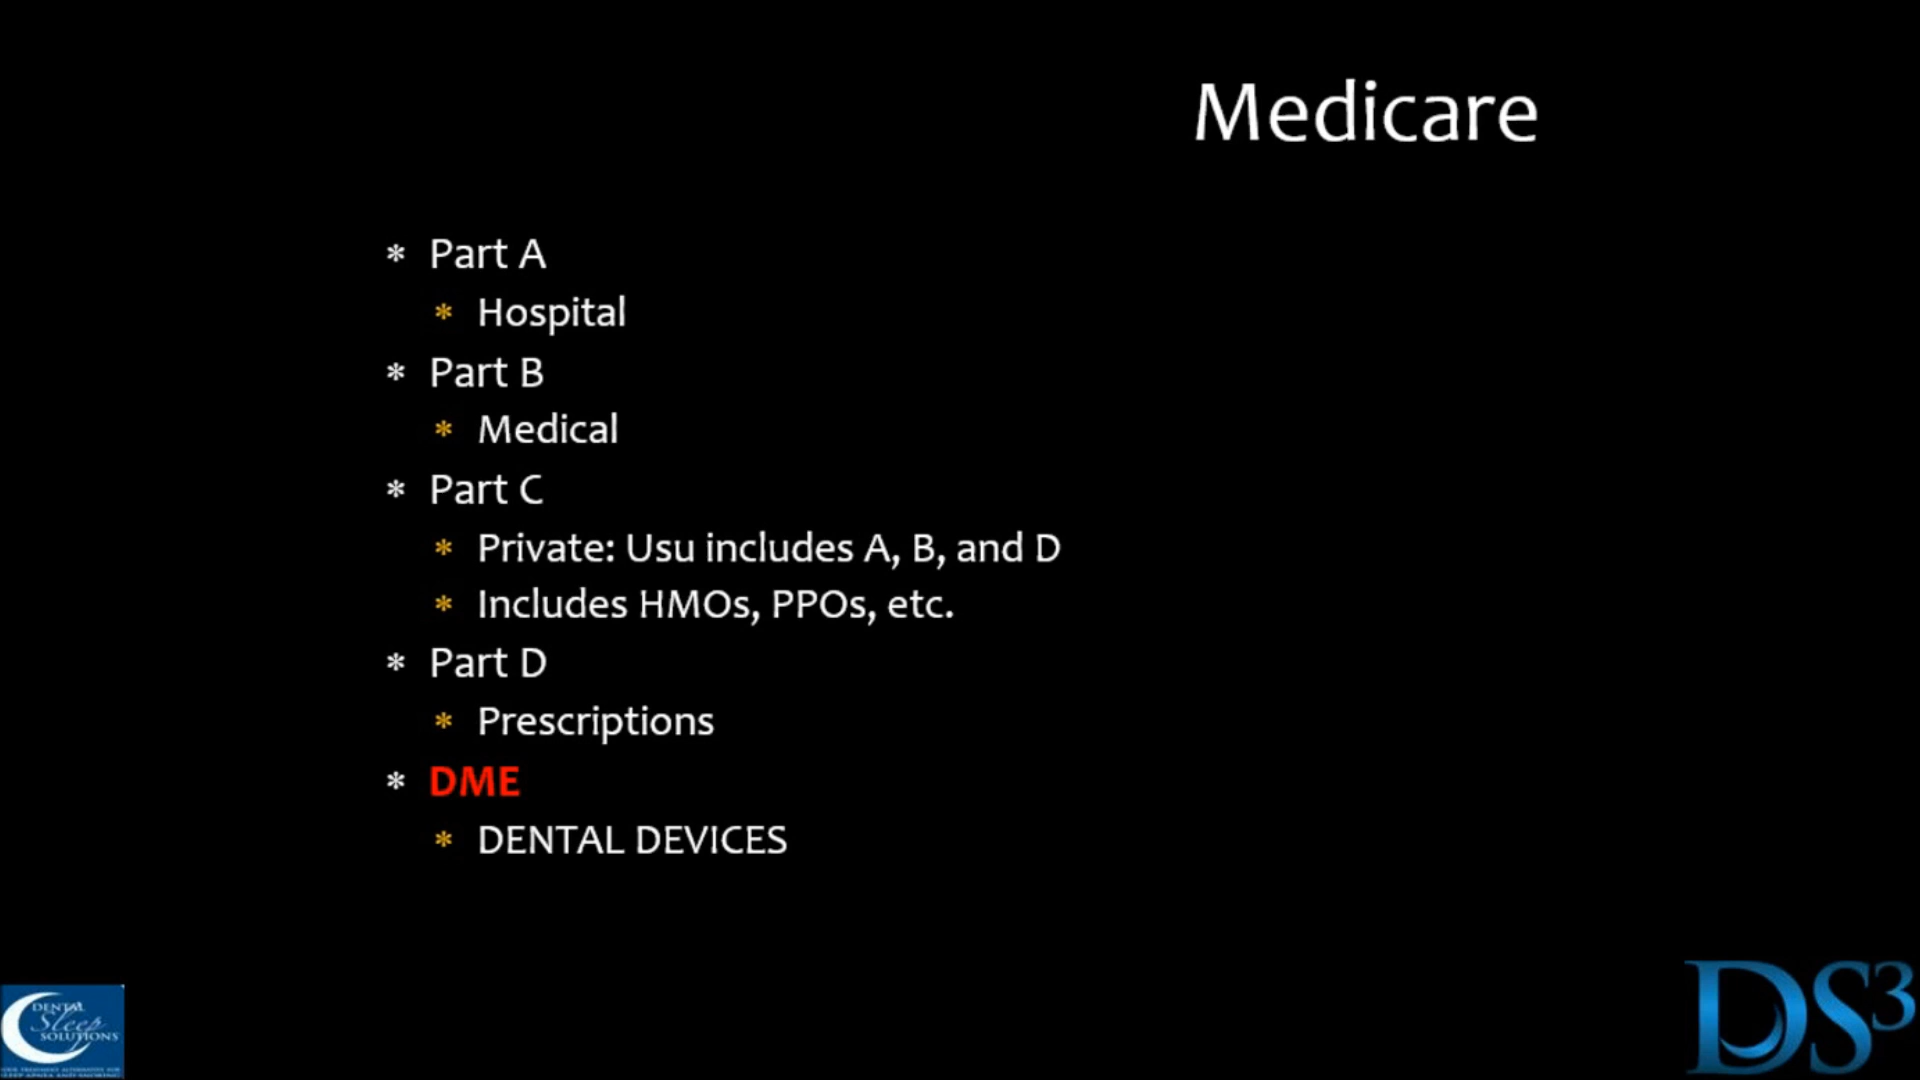 Medicare
* Part A
* Hospital
* Part B
* Medical
* Part C
* Private: Usu includes A, B, and D
* Includes HMOs, PPOs, etc.
* Part D
* Prescriptions
* DME
* DENTAL DEVICES
DENTAL
Sleep
SOLUTIONS
DS3